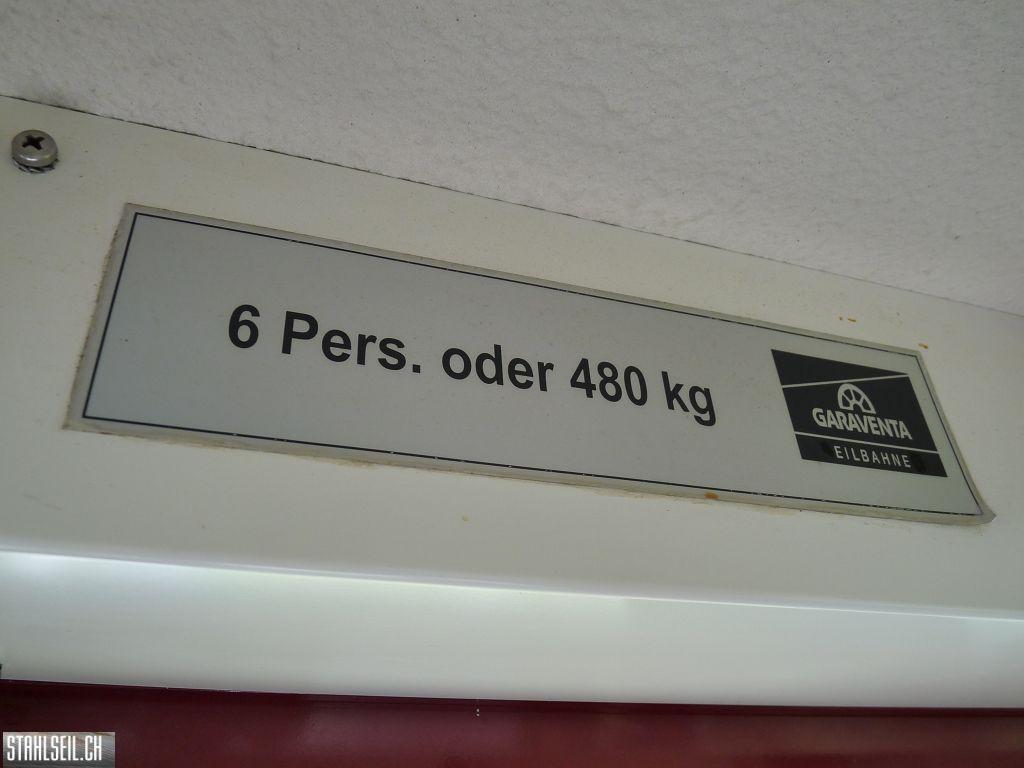 6 Pers. oder 480 kg
GARAVENTA
EILBAHNE
STAHLSEIL.CH